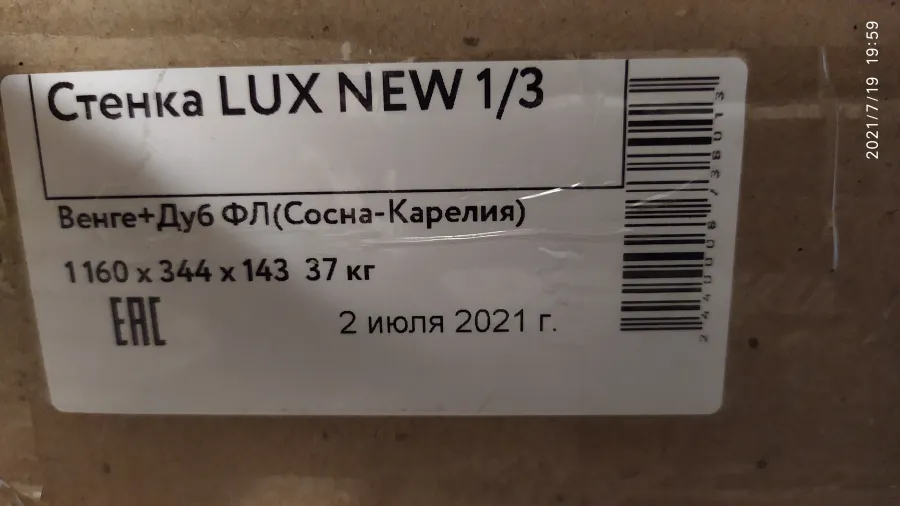 Стенка LUX NEW 1/3
Венге+Дуб ФЛ(Сосна-Карелия)
1160 х 344 х 143 37 кг
ЕАС
2 июля 2021 г.
2021/7/19 19:59